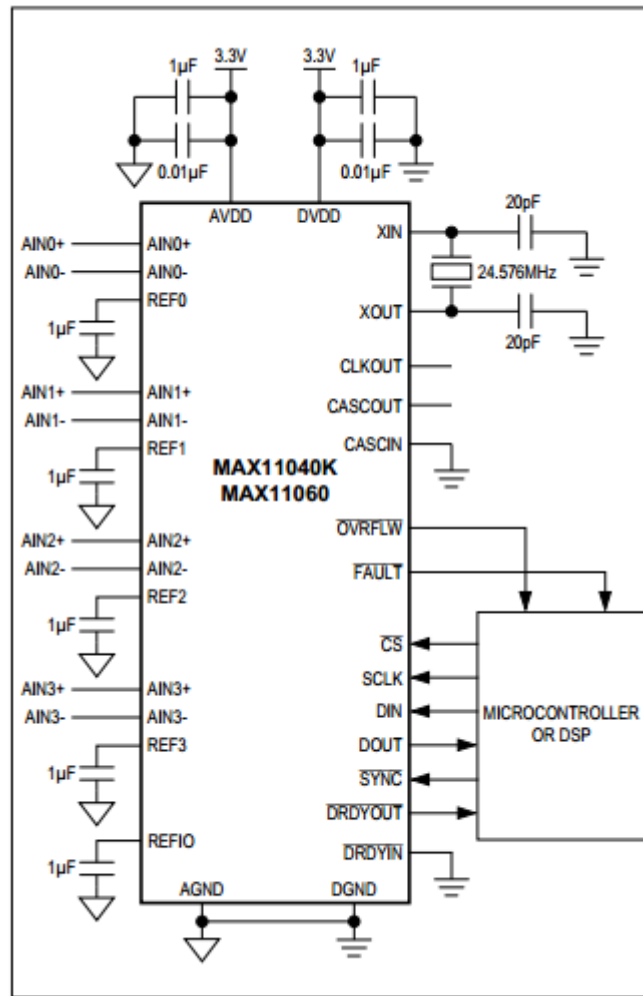 3.3V 3.3V
1µF 1µF
0.01µF 0.01µF
AVDD DVDD
20pF
XIN
AIN0+ AIN0+
24.576MHz
AIN0- AIN0-
REF0
XOUT
1µF
20pF
CLKOUT
AIN1+ AIN1+
CASCOUT
AIN1- AIN1-
REF1
CASCIN
1µF
MAX11040K
MAX11060
OVRFLW
AIN2+ AIN2+
AIN2- AIN2-
FAULT
REF2
1µF
CS
SCLK
AIN3+ AIN3+
DIN
MICROCONTROLLER
OR DSP
AIN3- AIN3-
REF3
DOUT
1µF
SYNC
DRDYOUT
REFIO
DRDYIN
1µF
AGND DGND